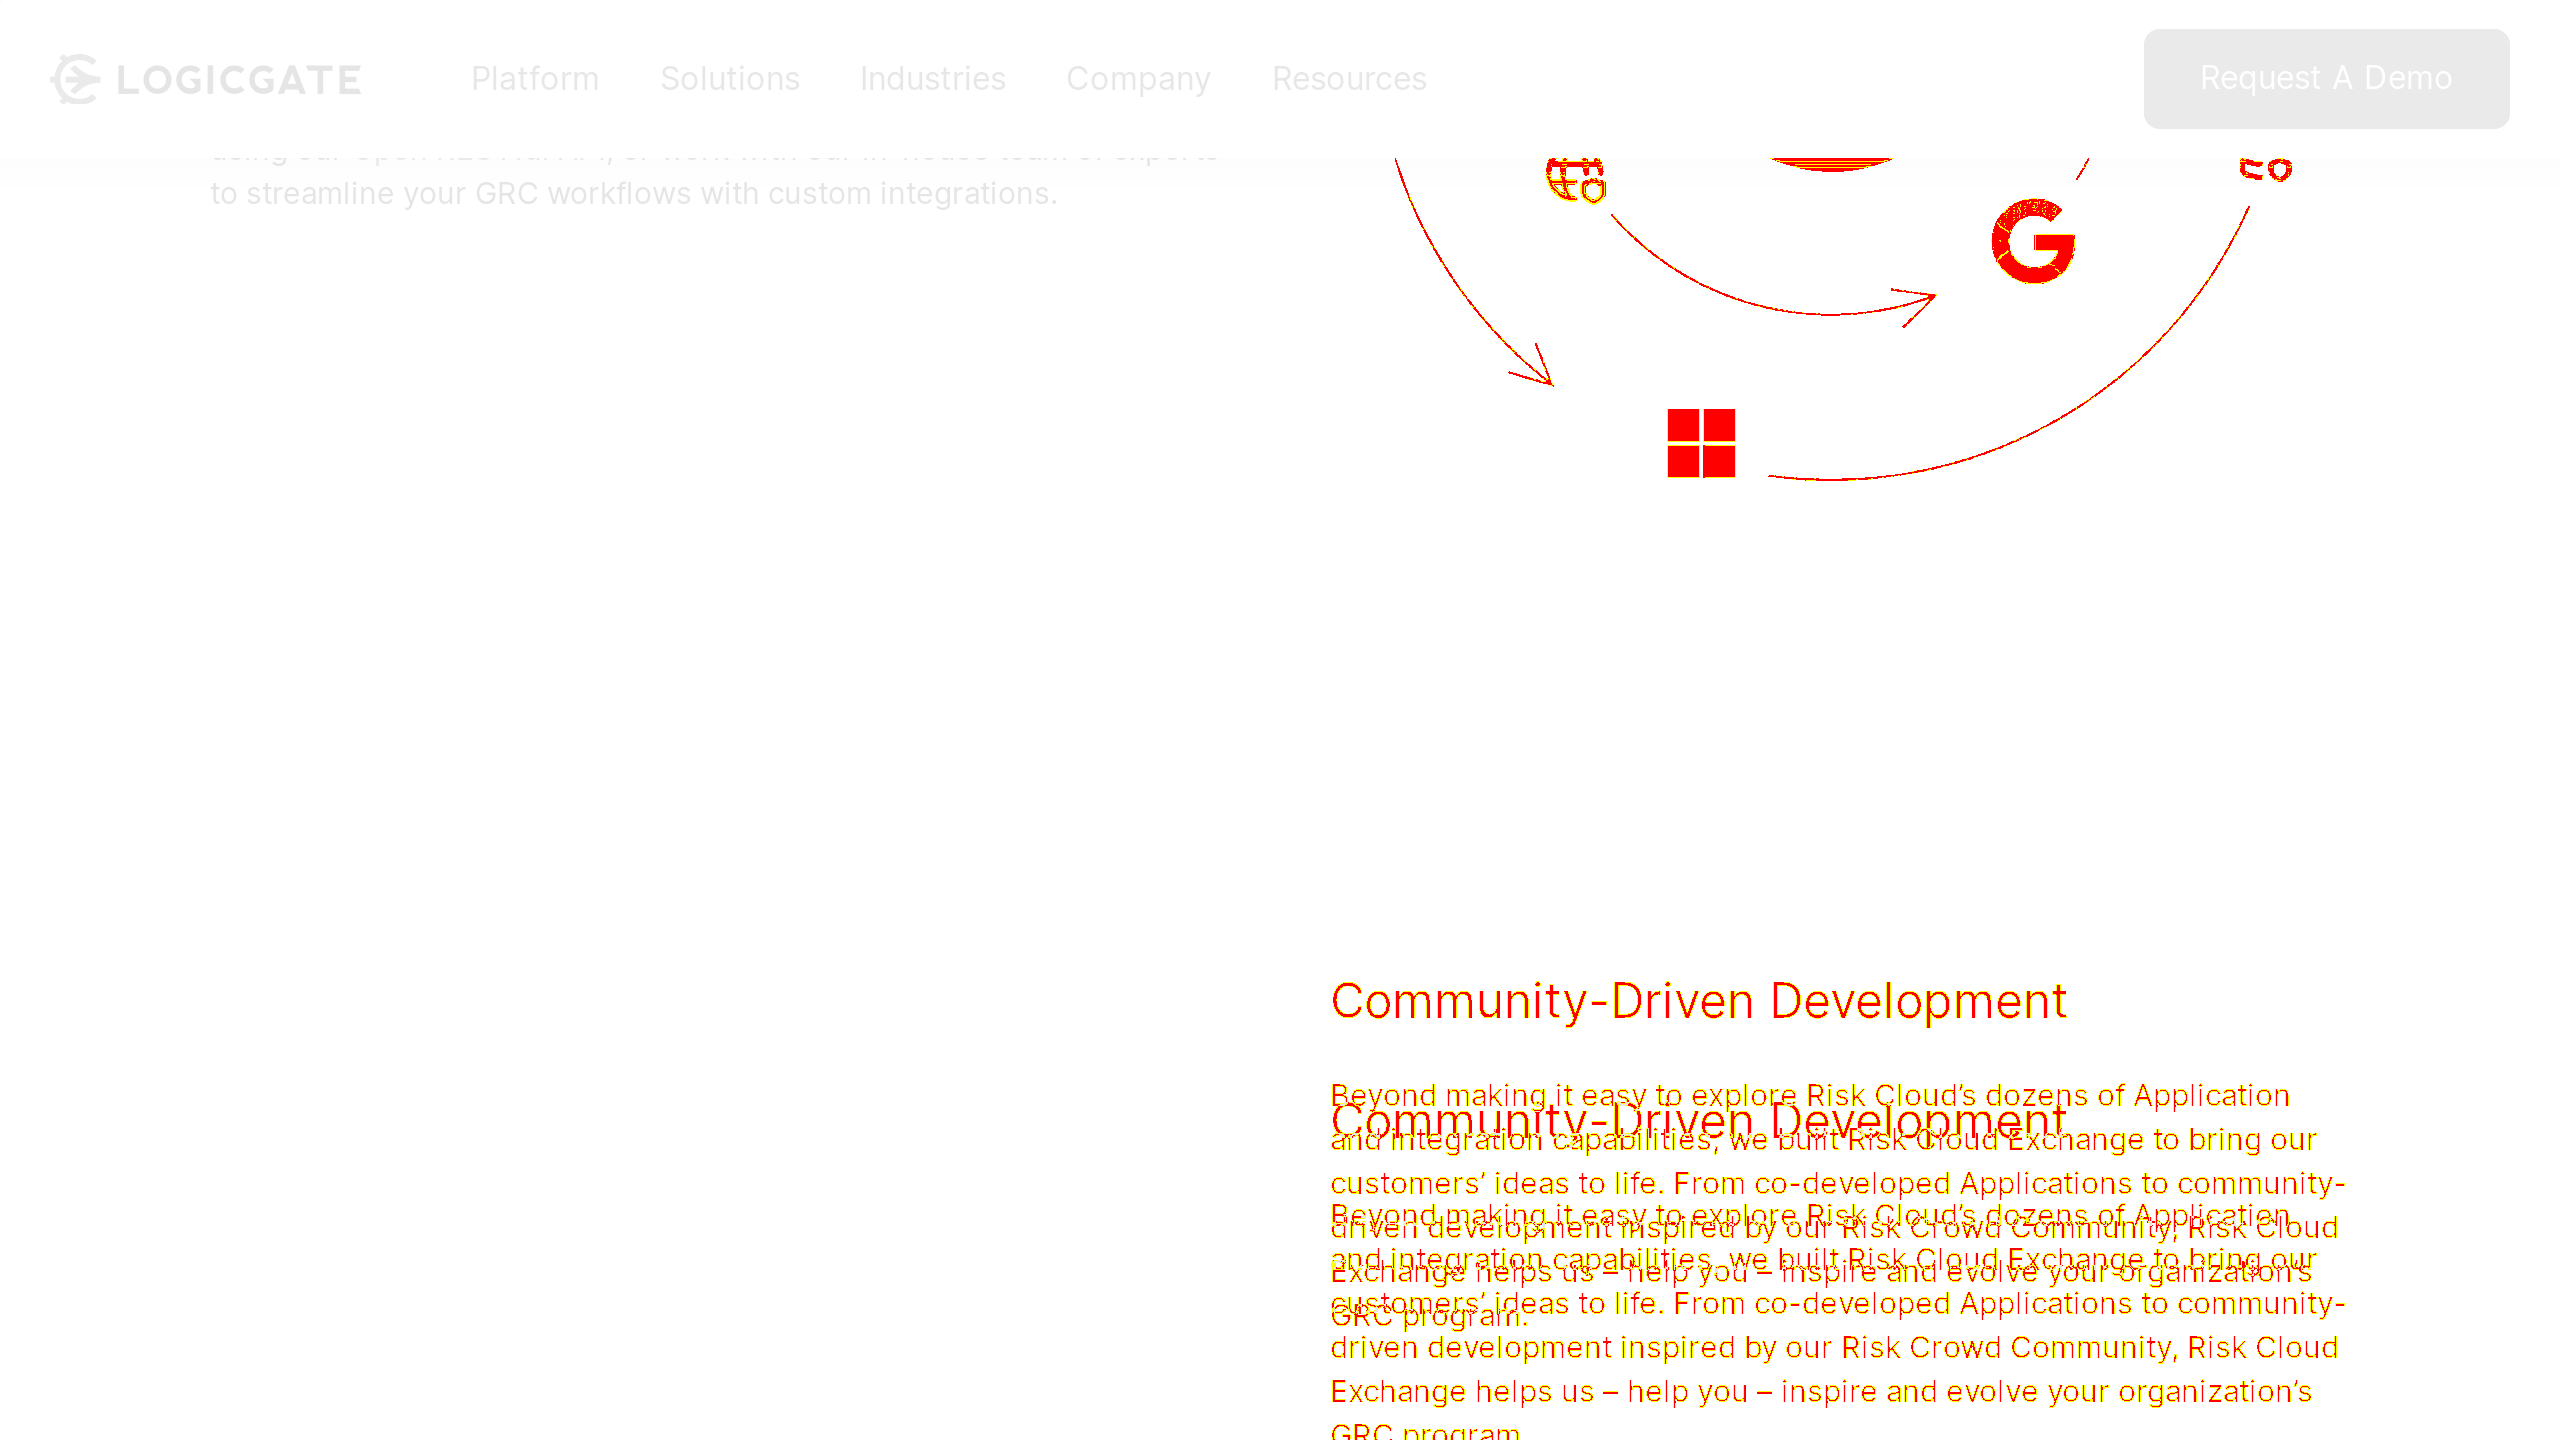 LOGICGATE
Platform
Solutions
Industries
Company
Resources
Request A Demo
to streamline your GRC workflows with custom integrations.
G
Community-Driven Development
Beyond making it easy to explore Risk Cloud’s dozens of Application
Community-Driven Development
and integration capabilities, we built Risk Cloud Exchange to bring our
customers’ ideas to life. From co-developed Applications to community-
Beyond making it easy to explore Risk Cloud’s dozens of Application
driven development inspired by our Risk Crowd Community, Risk Cloud
and integration capabilities, we built Risk Cloud Exchange to bring our
Exchange helps us – help you – inspire and evolve your organization’s
customers’ ideas to life. From co-developed Applications to community-
GRC program.
driven development inspired by our Risk Crowd Community, Risk Cloud
Exchange helps us – help you – inspire and evolve your organization’s
GRC program